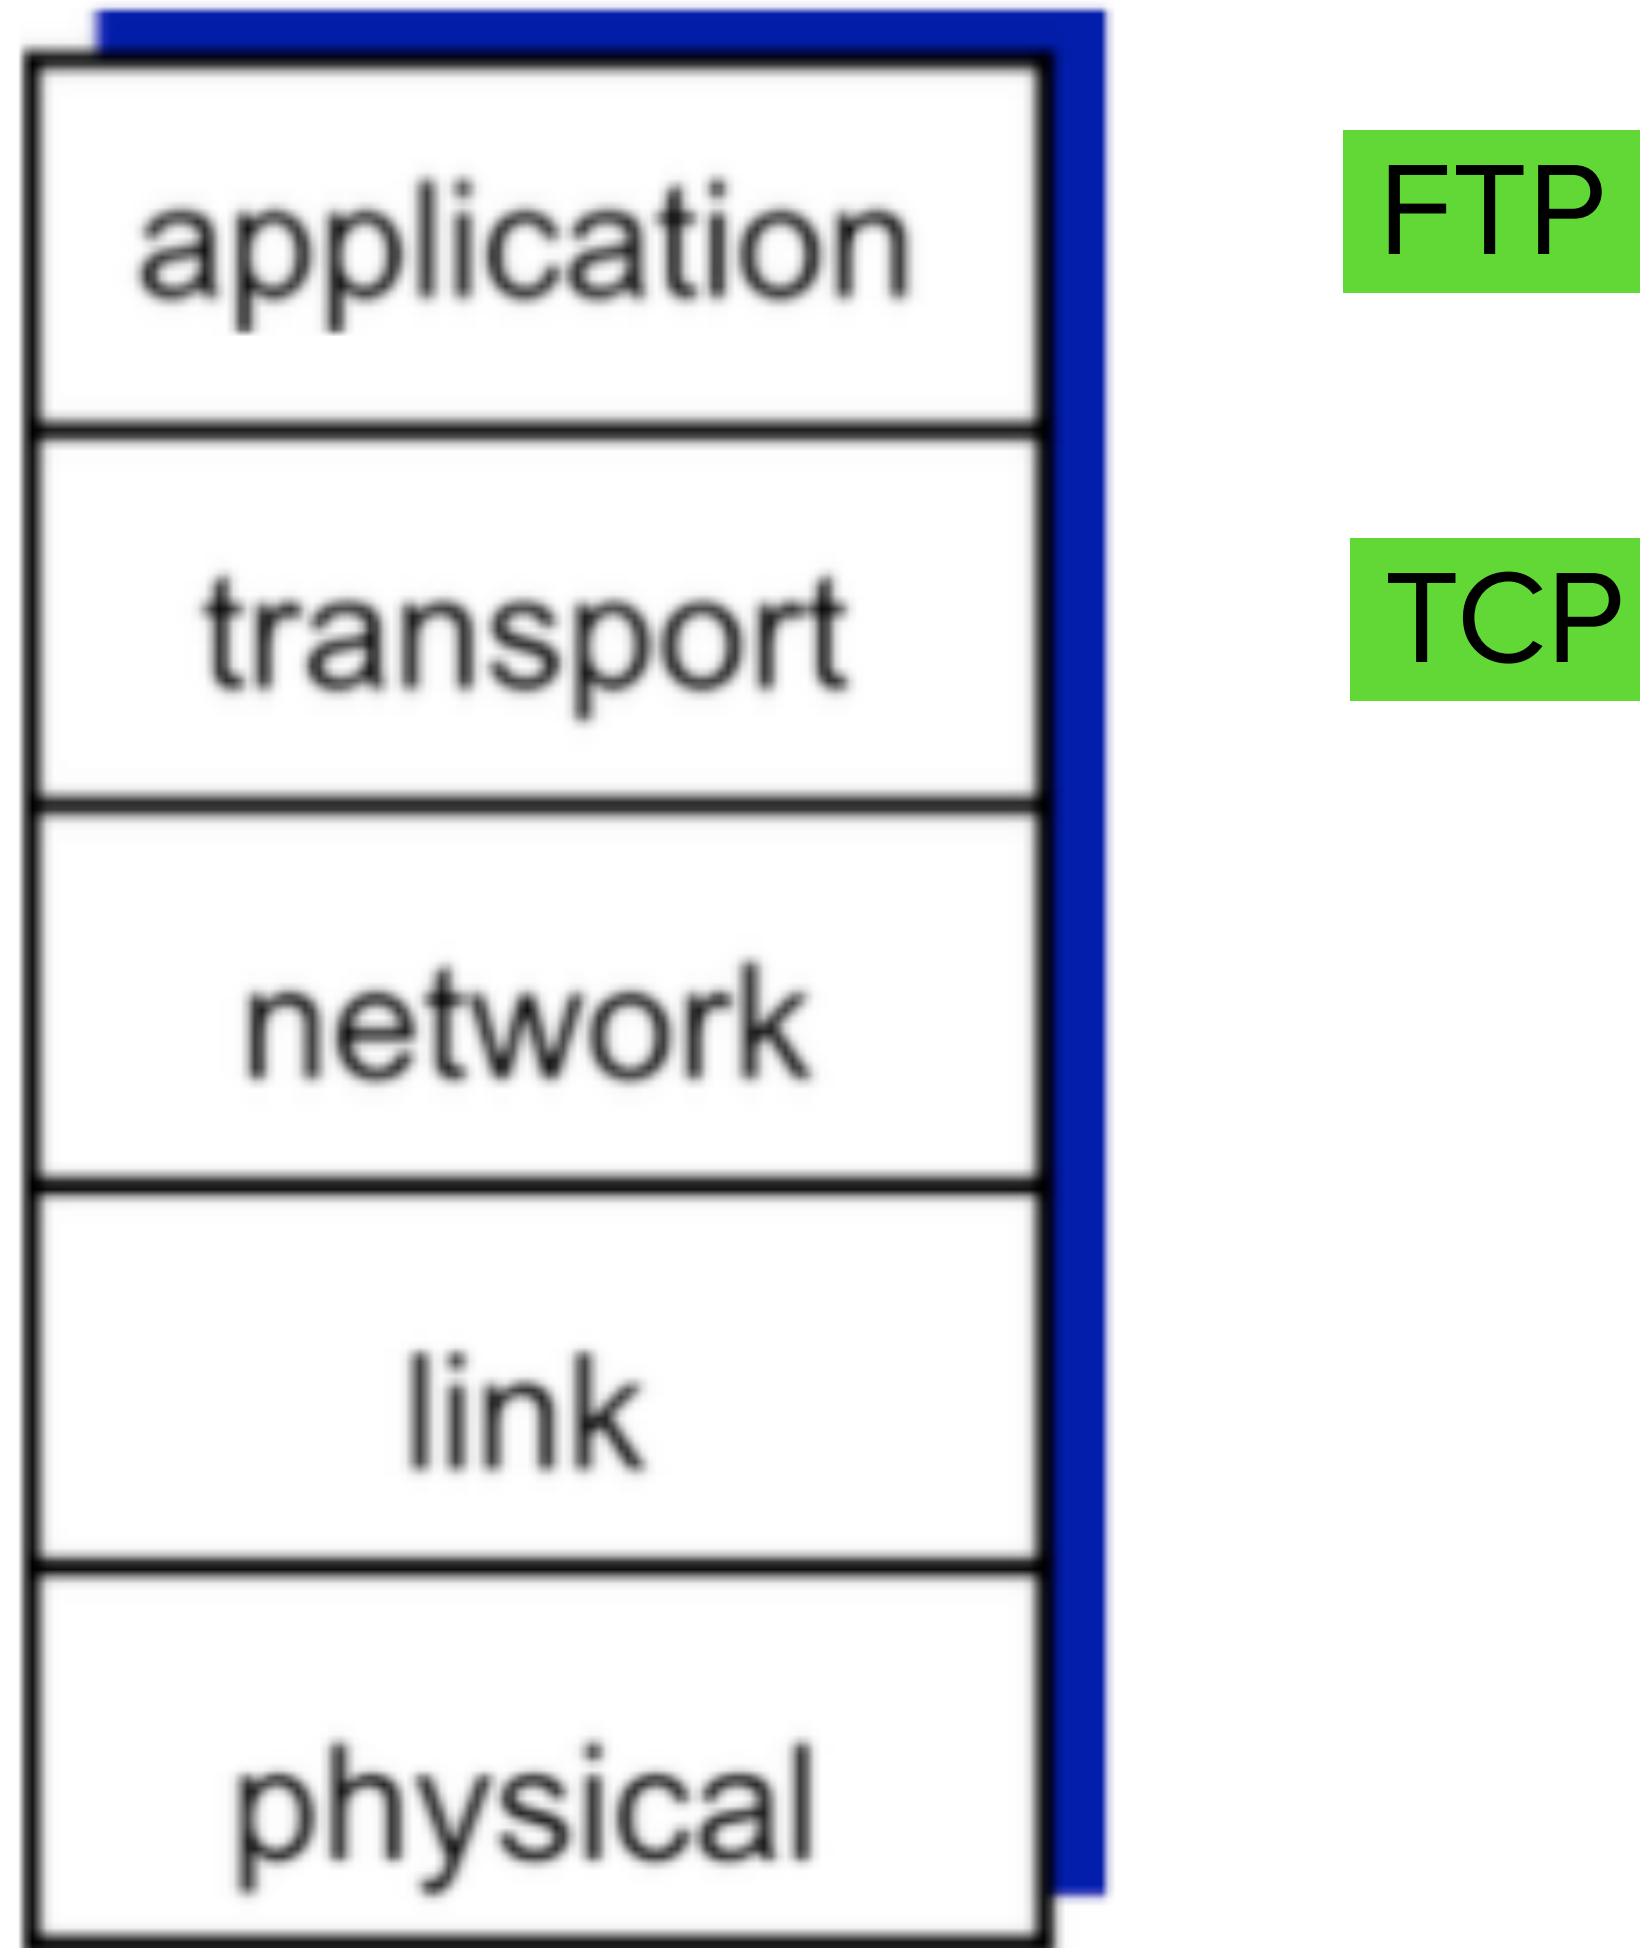 application
FTP
transport
TCP
network
link
physical